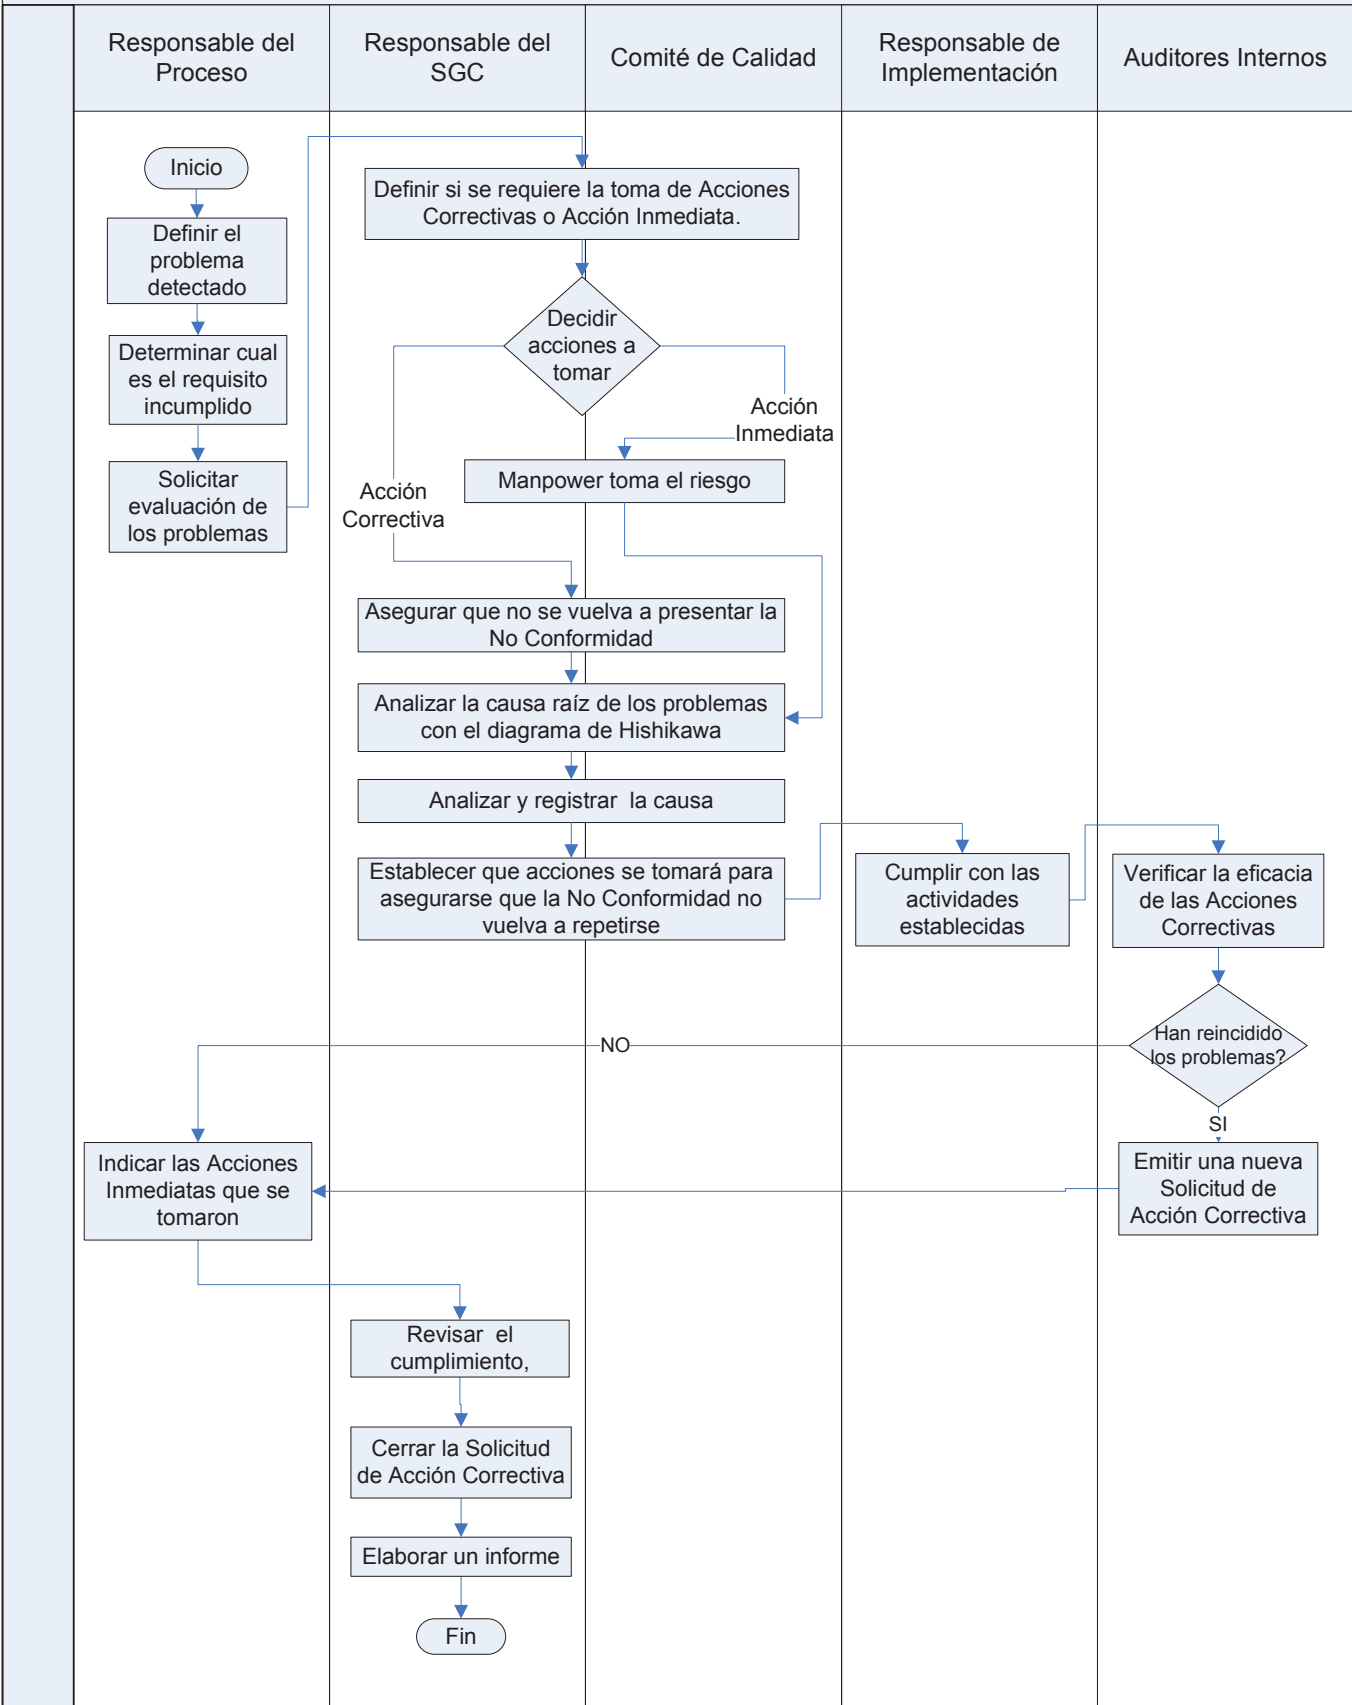 Responsable del
Proceso
Responsable del
SGC
Comité de Calidad
Responsable de
Implementación
Auditores Internos
Inicio
Definir el
problema
detectado
Determinar cual
es el requisito
incumplido
Solicitar
evaluación de
los problemas
Definir si se requiere la toma de Acciones
Correctivas o Acción Inmediata.
Decidir
acciones a
tomar
Acción
Inmediata
Manpower toma el riesgo
Acción
Correctiva
Asegurar que no se vuelva a presentar la
No Conformidad
Analizar la causa raíz de los problemas
con el diagrama de Hishikawa
Analizar y registrar  la causa
Establecer que acciones se tomará para
asegurarse que la No Conformidad no
vuelva a repetirse
Cumplir con las
actividades
establecidas
Verificar la eficacia
de las Acciones
Correctivas
Han reincidido
los problemas?
NO
SI
Emitir una nueva
Solicitud de
Acción Correctiva
Indicar las Acciones
Inmediatas que se
tomaron
Revisar  el
cumplimiento,
Cerrar la Solicitud
de Acción Correctiva
Elaborar un informe
Fin